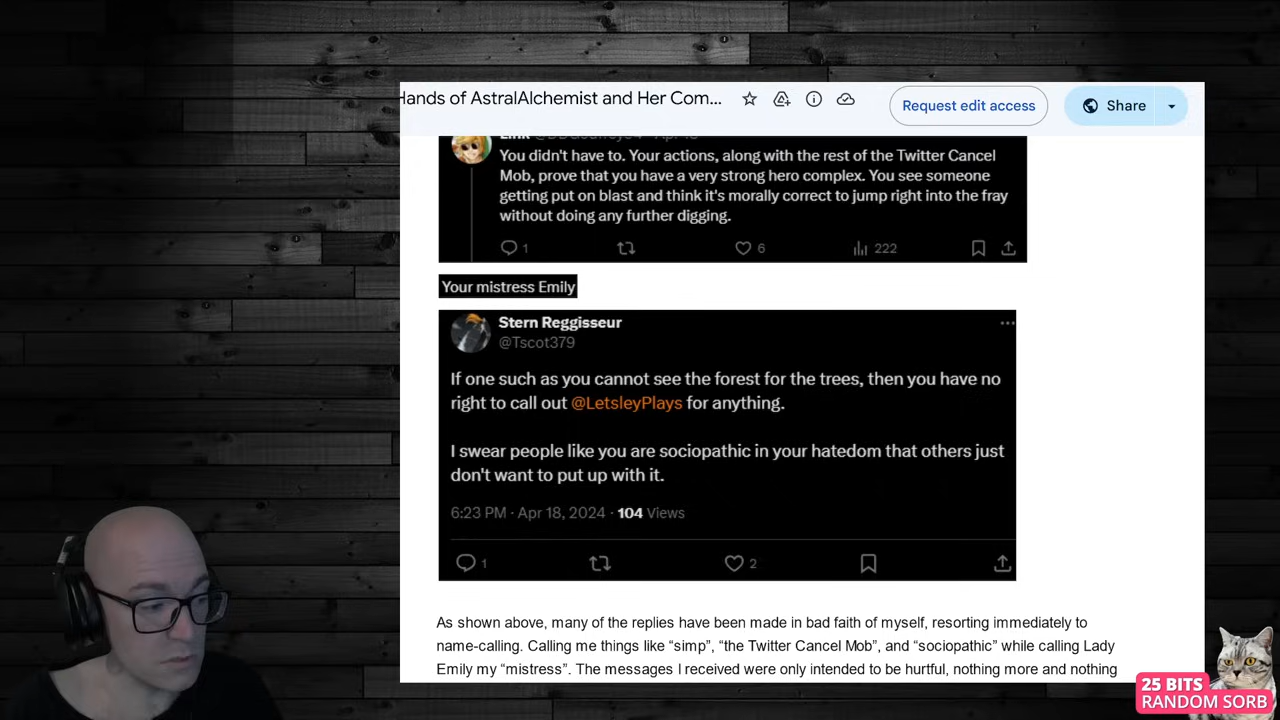 Hands of AstralAlchemist and Her Com...
Request edit access
Share
You didn't have to. Your actions, along with the rest of the Twitter Cancel
Mob, prove that you have a very strong hero complex. You see someone
getting put on blast and think it's morally correct to jump right into the fray
without doing any further digging.
1 6 222
Your mistress Emily
Stern Reggisseur
@Tscot379
If one such as you cannot see the forest for the trees, then you have no
right to call out @LetsleyPlays for anything.
I swear people like you are sociopathic in your hatedom that others just
don't want to put up with it.
6:23 PM · Apr 18, 2024 · 104 Views
1 2
As shown above, many of the replies have been made in bad faith of myself, resorting immediately to
name-calling. Calling me things like “simp”, “the Twitter Cancel Mob”, and “sociopathic” while calling Lady
Emily my “mistress”. The messages I received were only intended to be hurtful, nothing more and nothing
25 BITS
RANDOM SORB